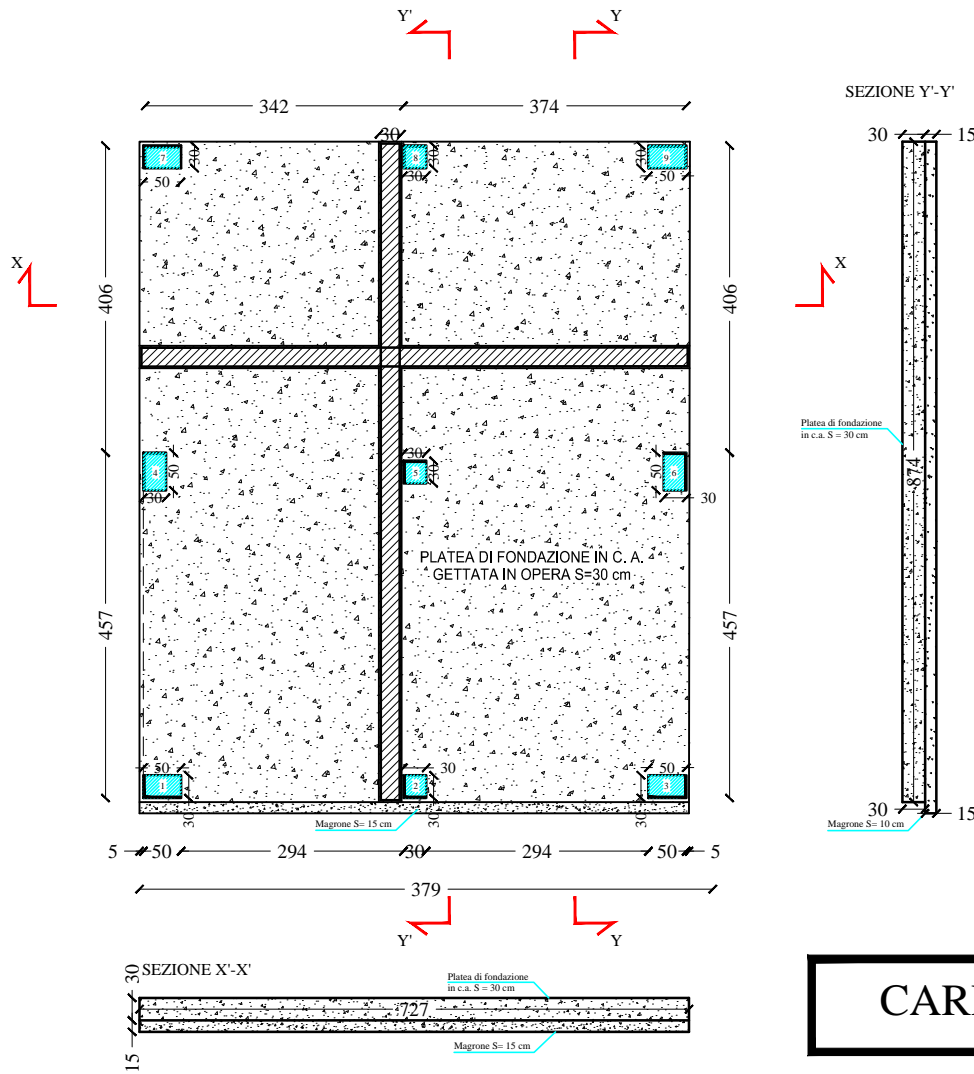 Y'
Y
SEZIONE Y'-Y'
342
374
30
30
15
7
30
50
8
30
30
30
9
50
X
X
406
406
Platea di fondazione
in c.a. S = 30 cm
874
4
50
30
30
5
30
50
6
30
PLATEA DI FONDAZIONE IN C. A.
GETTATA IN OPERA S=30 cm
457
457
50
30
50
1
2
3
30
30
30
Magrone S= 15 cm
30
15
Magrone S= 10 cm
5
50
294
30
294
50
5
379
Y'
Y
SEZIONE X'-X'
30
Platea di fondazione
in c.a. S = 30 cm
727
15
Magrone S= 15 cm